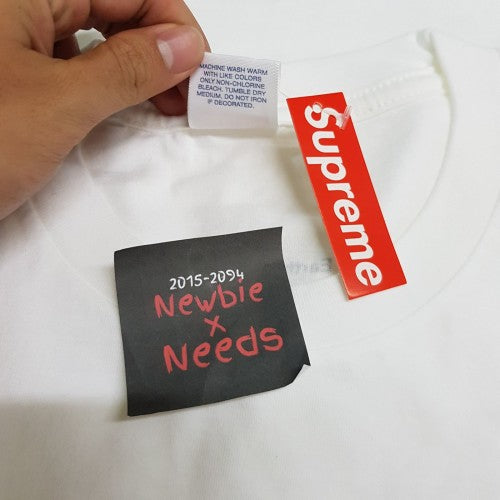 MACHINE WASH WARM
WITH LIKE COLORS
ONLY NON-CHLORINE
BLEACH. TUMBLE DRY
MEDIUM. DO NOT IRON
IF DECORATED.
Supreme
2015-2094
Newbie
x
Needs